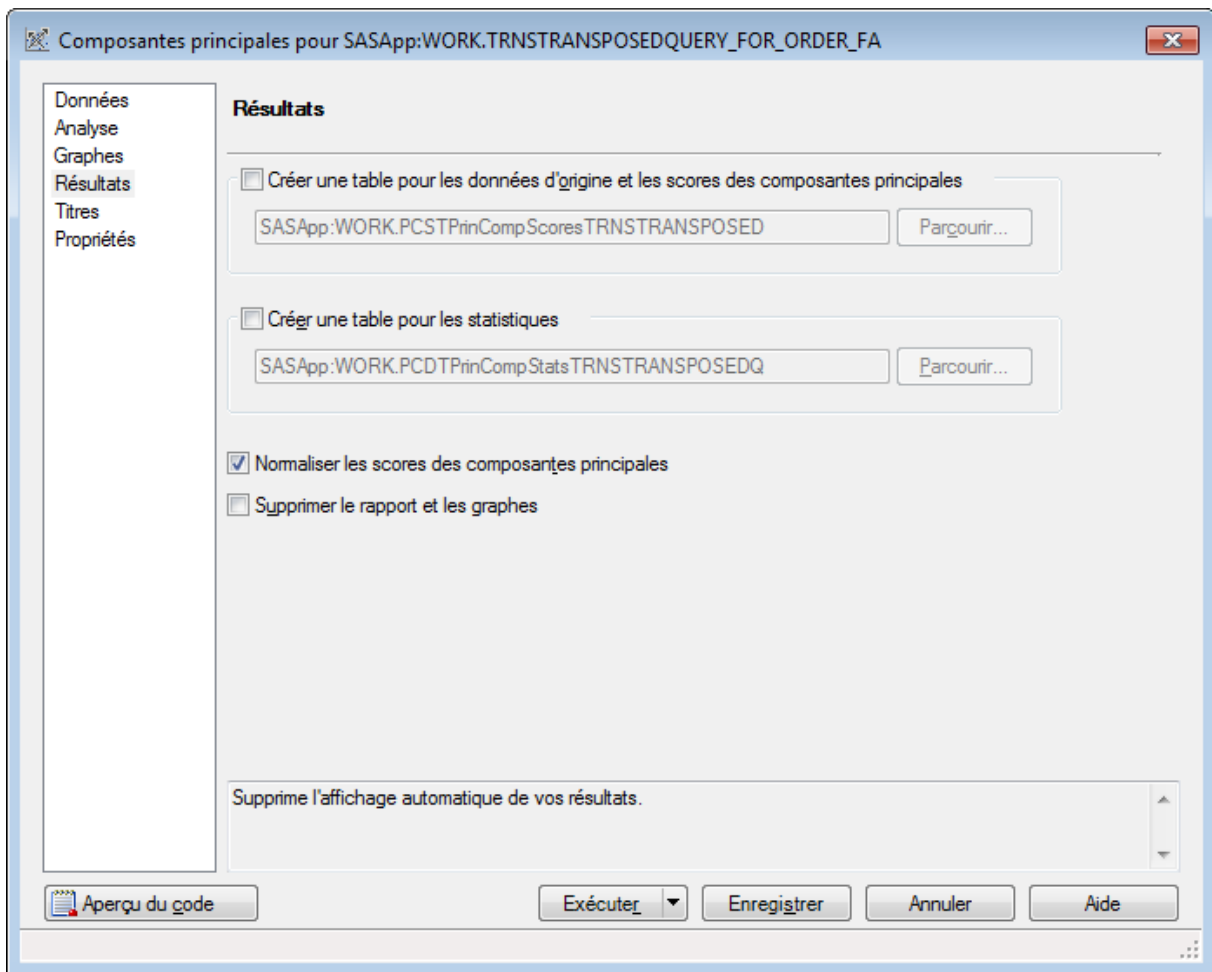 Composantes principales pour SASApp:WORK.TRNSTRANSPOSEDQUERY_FOR_ORDER_FA
Données
Analyse
Graphes
Résultats
Titres
Propriétés
Résultats
Créer une table pour les données d'origine et les scores des composantes principales
SASApp:WORK.PCSTPrinCompScoresTRNSTRANSPOSED
Parcourir...
Créer une table pour les statistiques
SASApp:WORK.PCDTPrinCompStatsTRNSTRANSPOSEDQ
Parcourir...
Normaliser les scores des composantes principales
Supprimer le rapport et les graphes
Supprime l'affichage automatique de vos résultats.
Aperçu du code
Exécuter
Enregistrer
Annuler
Aide